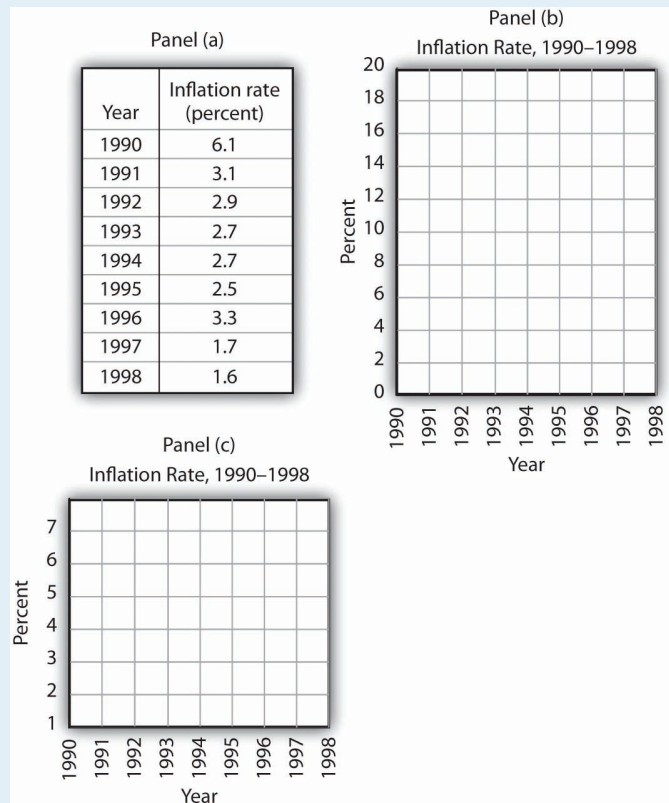 Panel (a)
Year Inflation rate (percent)
1990 6.1
1991 3.1
1992 2.9
1993 2.7
1994 2.7
1995 2.5
1996 3.3
1997 1.7
1998 1.6
Panel (b)
Inflation Rate, 1990–1998
Percent
20
18
16
14
12
10
8
6
4
2
0
1990 1991 1992 1993 1994 1995 1996 1997 1998
Year
Panel (c)
Inflation Rate, 1990–1998
Percent
7
6
5
4
3
2
1
1990 1991 1992 1993 1994 1995 1996 1997 1998
Year